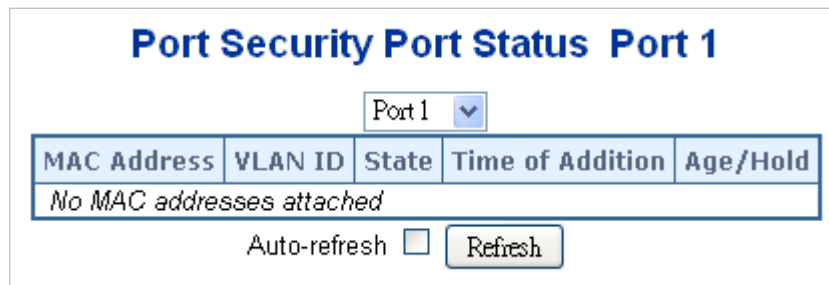 Port Security Port Status Port 1
Port 1
MAC Address VLAN ID State Time of Addition Age/Hold
No MAC addresses attached
Auto-refresh Refresh